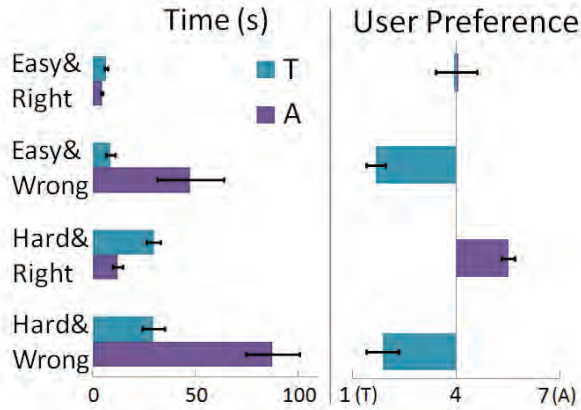 Time (s)
User Preference
T
A
Easy&
Right
Easy&
Wrong
Hard&
Right
Hard&
Wrong
0
50
100
1 (T)
4
7 (A)